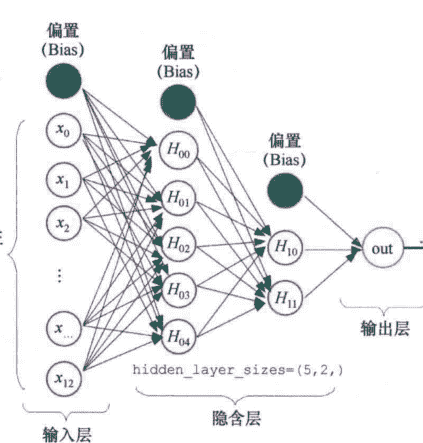 偏置
(Bias)
偏置
(Bias)
偏置
(Bias)
x0
x1
x2
⋮
x...
x12
H00
H01
H02
H03
H04
H10
H11
out
hidden_layer_sizes=(5,2,)
输入层
隐含层
输出层